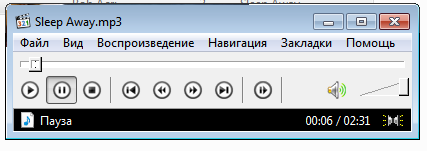 Sleep Away.mp3
Файл Вид Воспроизведение Навигация Закладки Помощь
Пауза 00:06 / 02:31